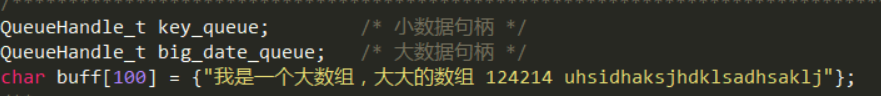 /******************************************************************************
QueueHandle_t key_queue;        /* 小数据句柄 */
QueueHandle_t big_date_queue;   /* 大数据句柄 */
char buff[100] = {"我是一个大数组，大大的数组 124214 uhsidhaksjhdklsadhsaklj"};